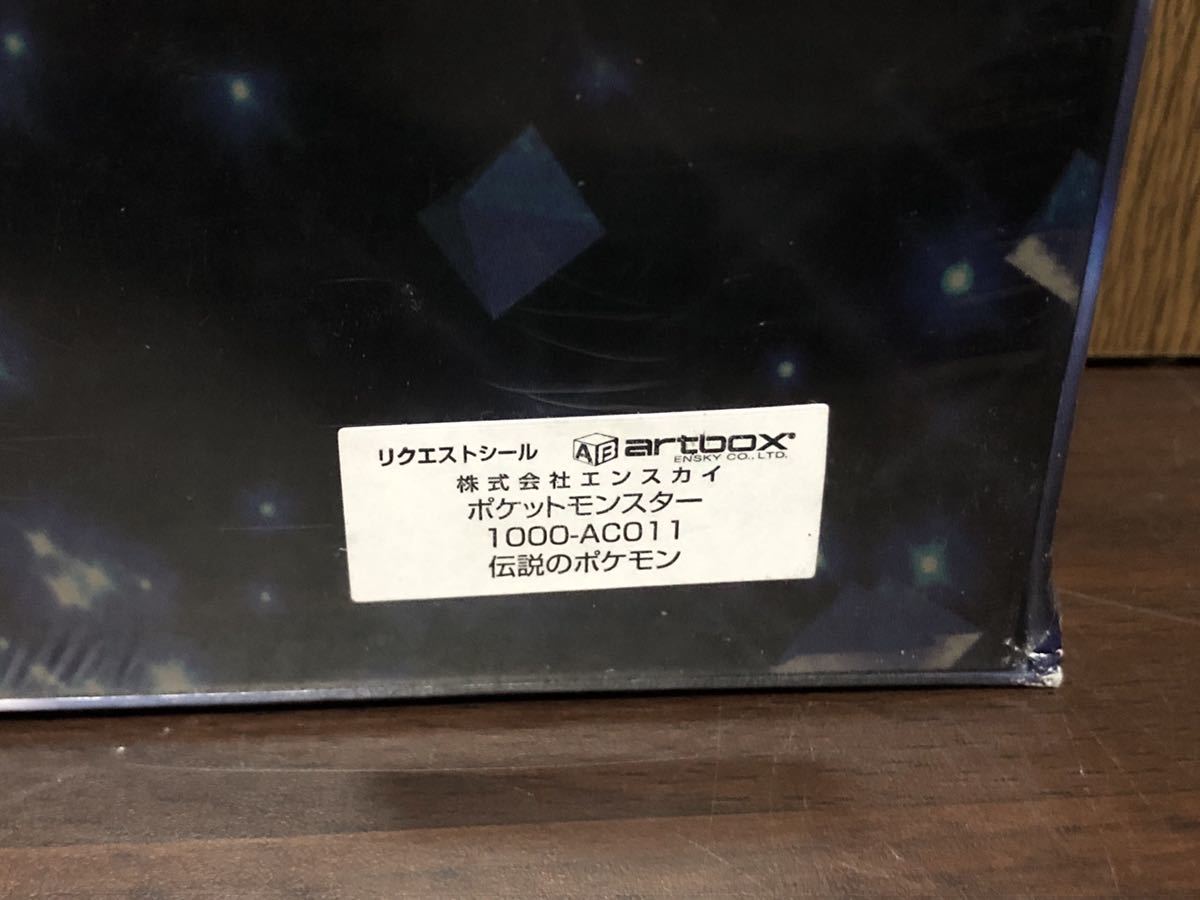 リクエストシール AB artbox®
ENSKY CO., LTD.
株式会社エンスカイ
ポケットモンスター
1000-AC011
伝説のポケモン